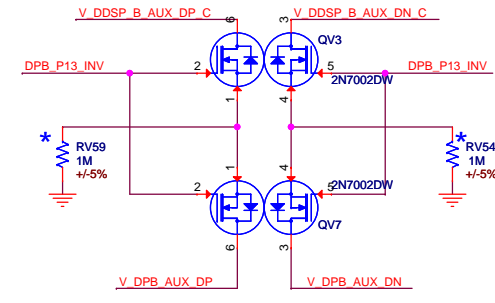 V_DDSP_B_AUX_DP_C
V_DDSP_B_AUX_DN_C
6
3
QV3
DPB_P13_INV
2
5
DPB_P13_INV
2N7002DW
1
4
*
RV59
1M
+/-5%
*
RV54
1M
+/-5%
1
4
2
5
2N7002DW
QV7
6
3
V_DPB_AUX_DP
V_DPB_AUX_DN